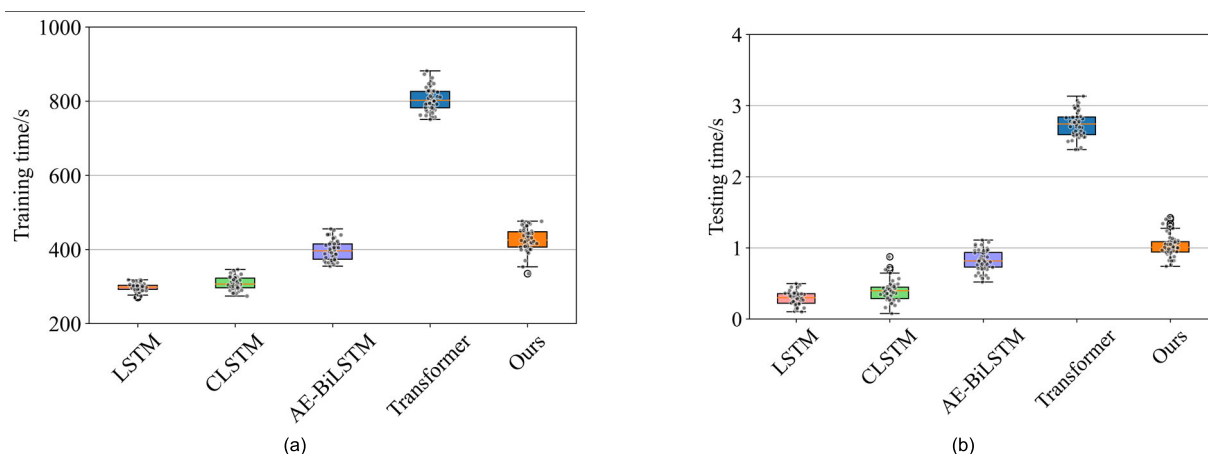 1000
800
600
400
200
Training time/s
LSTM
CLSTM
AE-BiLSTM
Transformer
Ours
(a)
4
3
2
1
0
Testing time/s
LSTM
CLSTM
AE-BiLSTM
Transformer
Ours
(b)